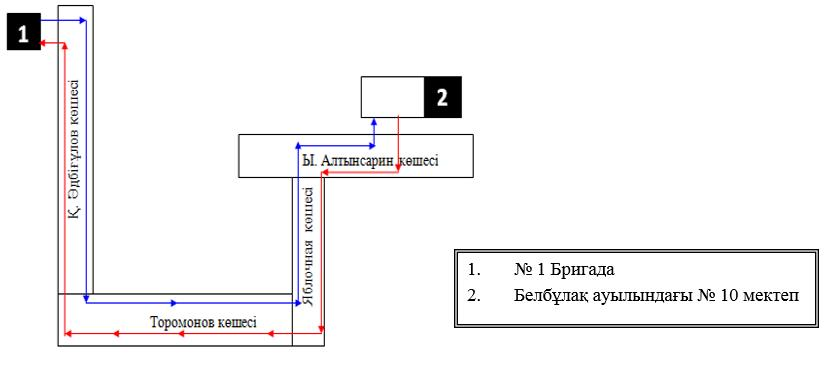 1
2
Қ. Әдбіғұлов көшесі
Ы. Алтынсарин көшесі
Яблочная көшесі
Торомонов көшесі
1. № 1 Бригада
2. Белбұлақ ауылындағы № 10 мектеп